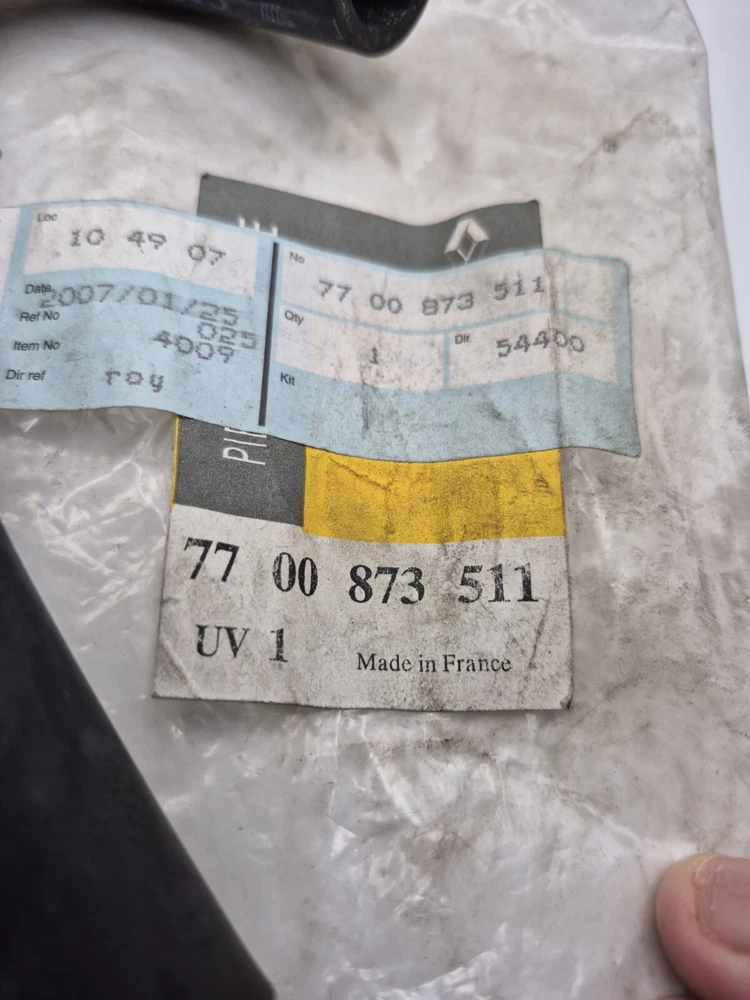 Loc
10 49 07
Date
2007/01/25
Ref No
025
Item No
4009
Dir ref
roy
No
77 00 873 511
Qty
1
Dir
54400
Kit
77 00 873 511
UV 1
Made in France